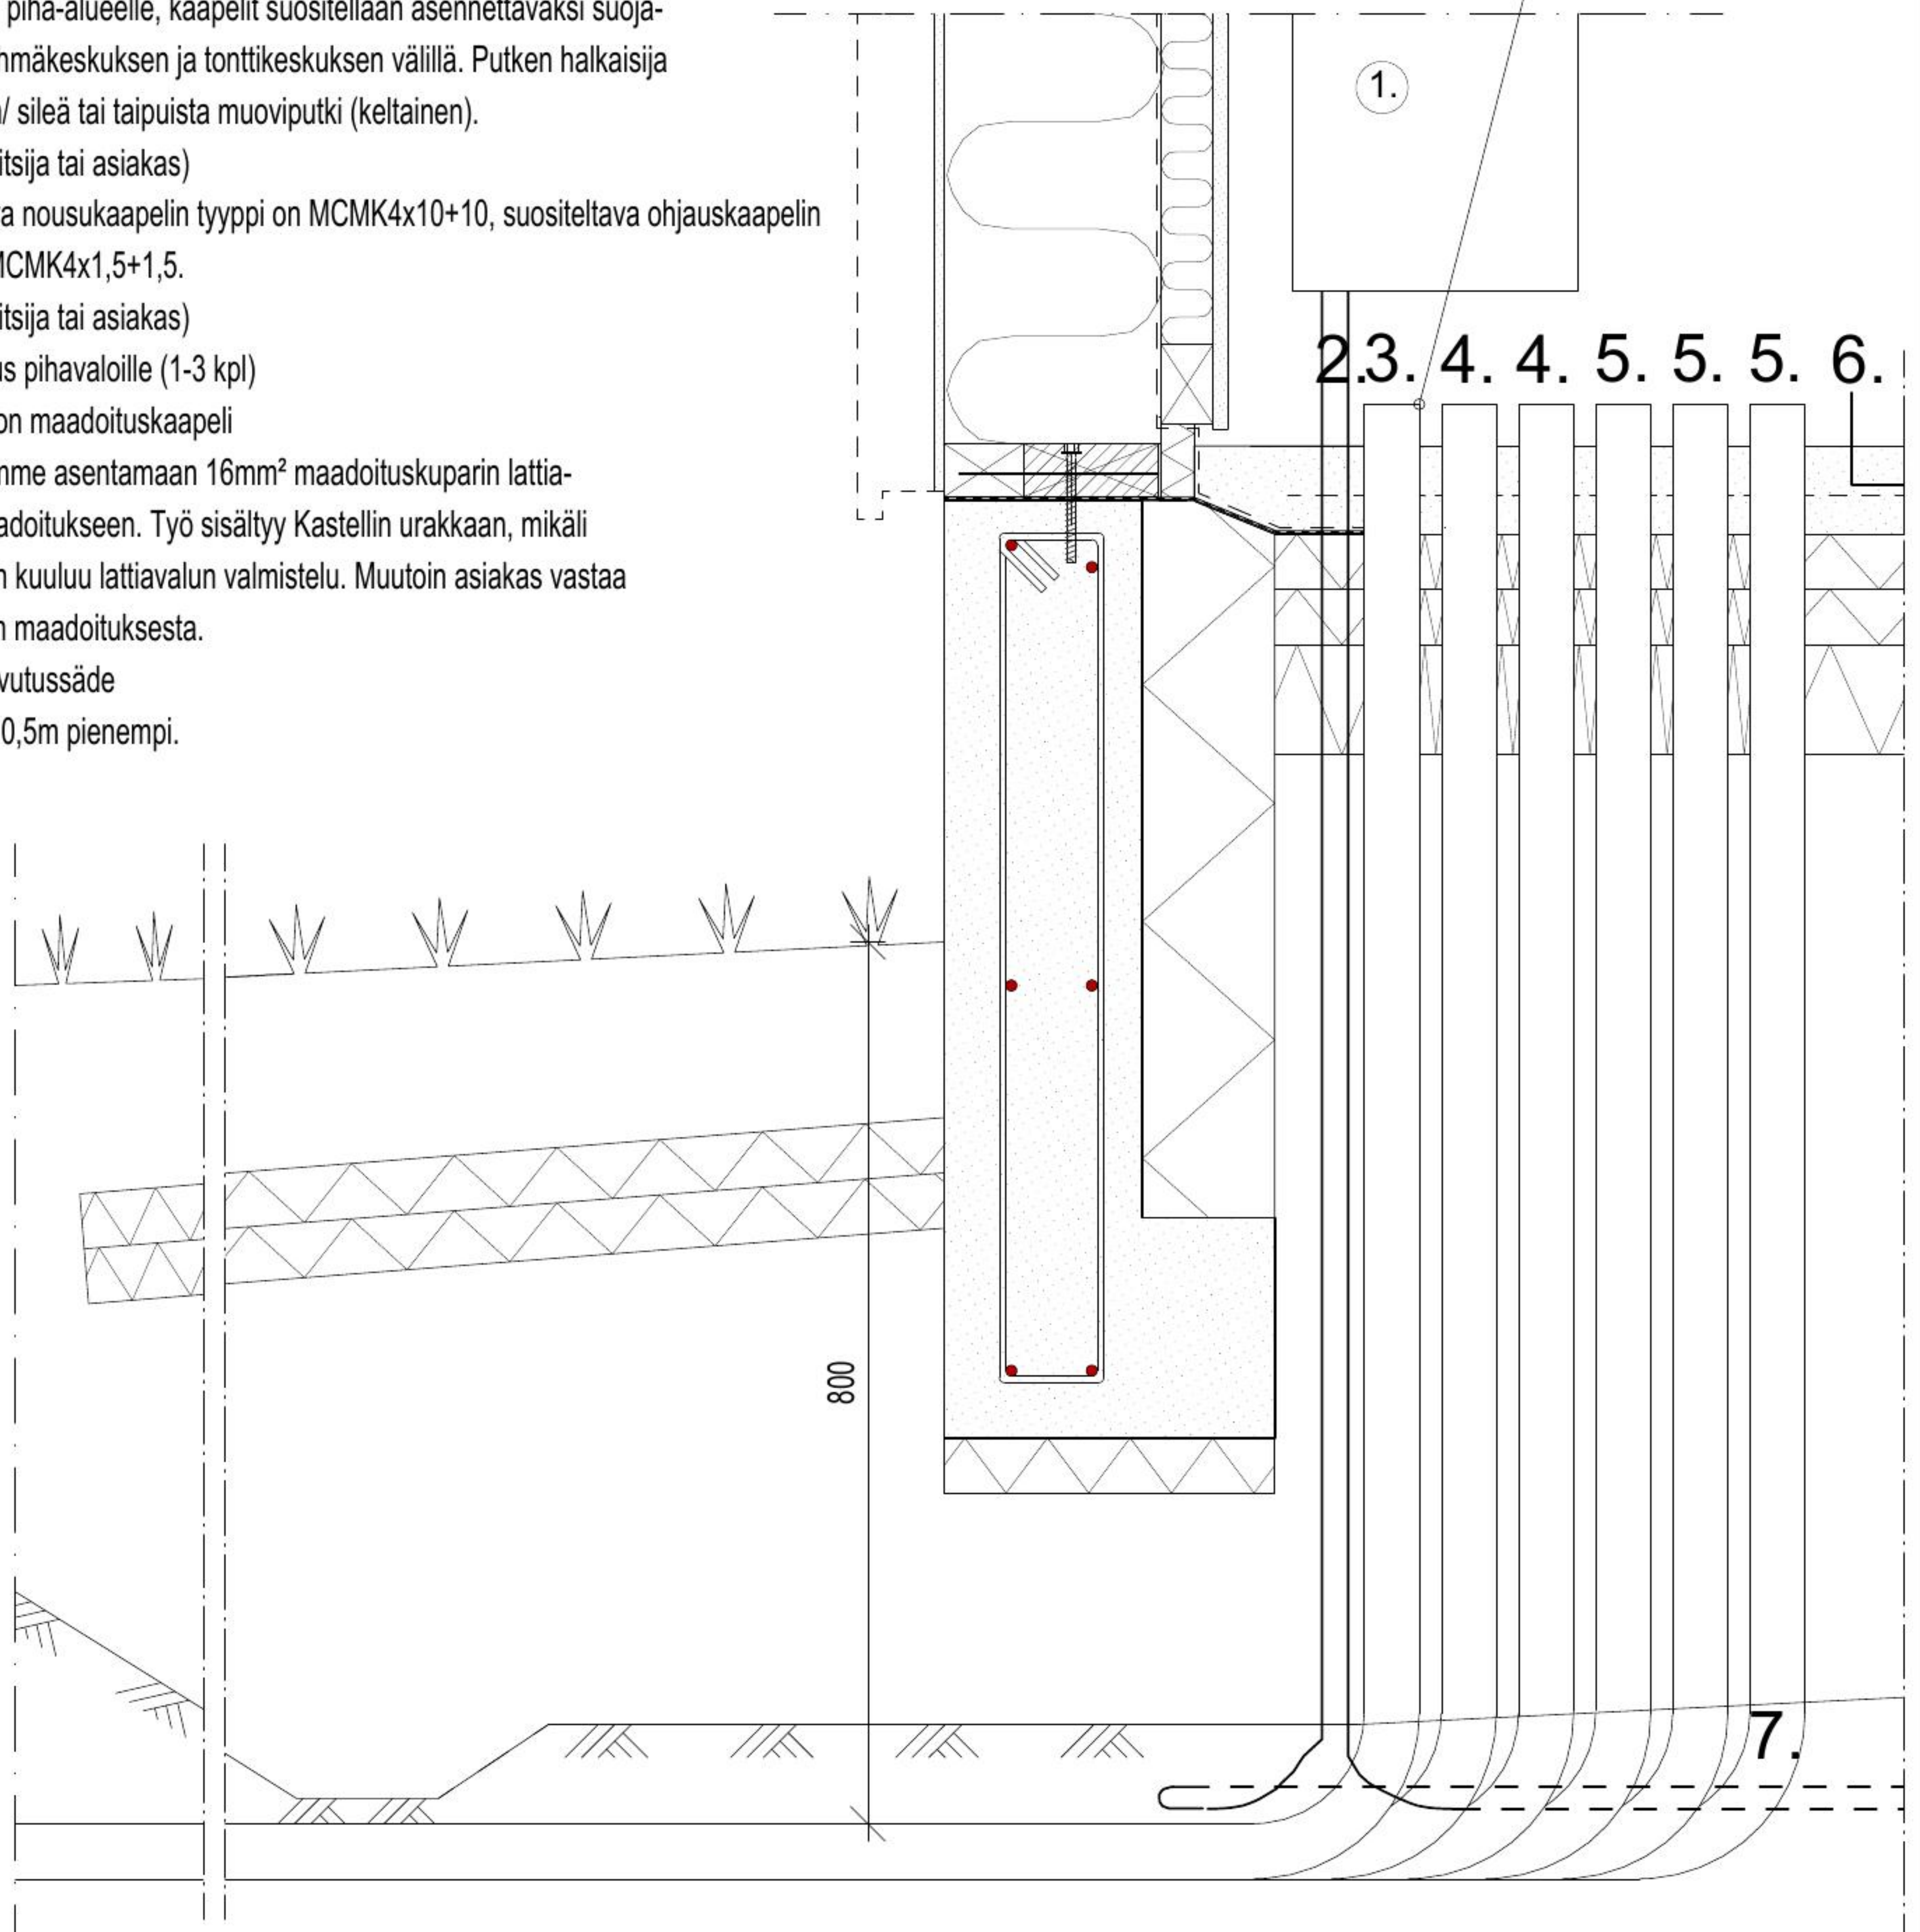 piha-alueelle, kaapelit suositellaan asennettavaksi suoja-
hmäkeskuksen ja tonttikeskuksen välillä. Putken halkaisija
/ sileä tai taipuista muoviputki (keltainen).
itsija tai asiakas)
a nousukaapelin tyyppi on MCMK4x10+10, suositeltava ohjauskaapelin
MCMK4x1,5+1,5.
itsija tai asiakas)
us pihavaloille (1-3 kpl)
on maadoituskaapeli
mme asentamaan 16mm² maadoituskuparin lattia-
adoitukseen. Työ sisältyy Kastellin urakkaan, mikäli
n kuuluu lattiavalun valmistelu. Muutoin asiakas vastaa
n maadoituksesta.
vutussäde
0,5m pienempi.
1.
2. 3. 4. 4. 5. 5. 5. 6.
800
7.